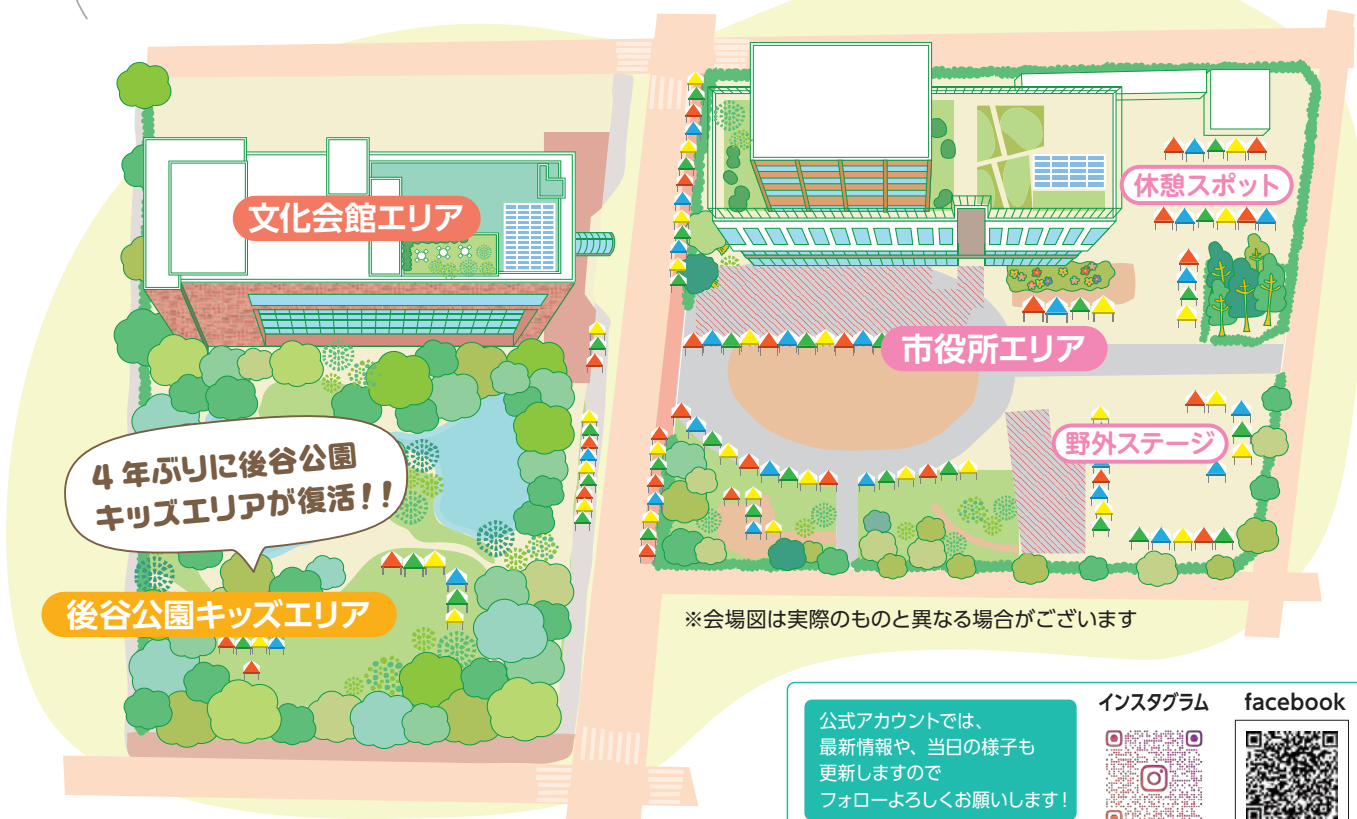 文化会館エリア
休憩スポット
市役所エリア
野外ステージ
4年ぶりに後谷公園
キッズエリアが復活!!
後谷公園キッズエリア
※会場図は実際のものと異なる場合がございます
公式アカウントでは、
最新情報や、当日の様子も
更新しますので
フォローよろしくお願いします!
インスタグラム
facebook